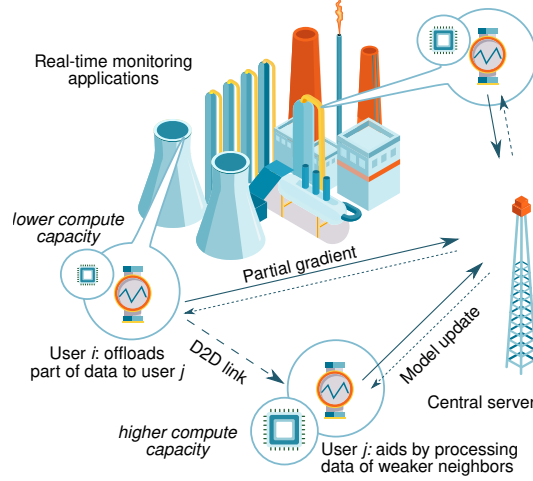 Real-time monitoring
applications
lower compute
capacity
Partial gradient
User i: offloads
part of data to user j
D2D link
Model update
Central server
higher compute
capacity
User j: aids by processing
data of weaker neighbors